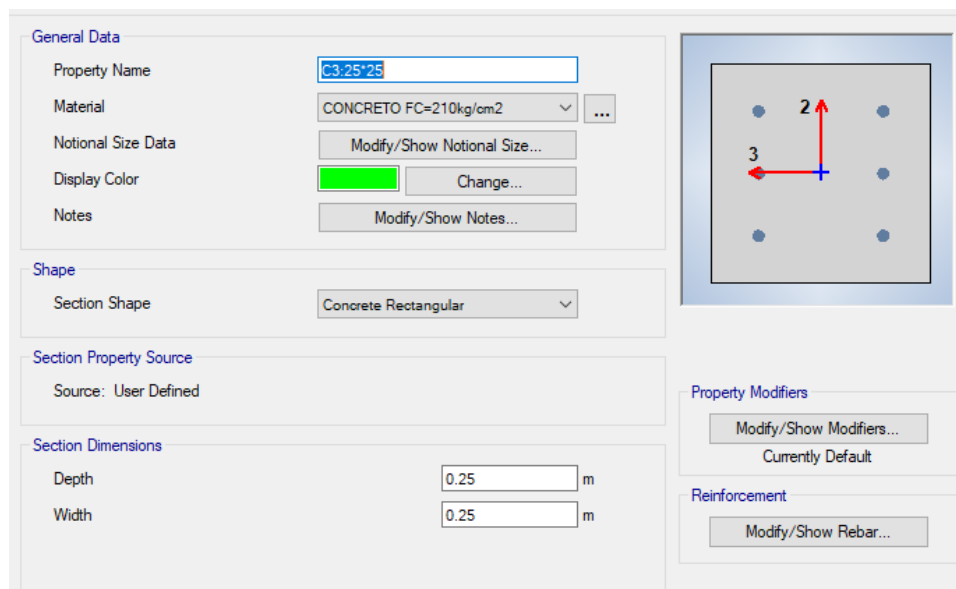 General Data
Property Name C3:25*25
Material CONCRETO FC=210kg/cm2 ...
Notional Size Data Modify/Show Notional Size...
Display Color Change...
Notes Modify/Show Notes...
2
3
Shape
Section Shape Concrete Rectangular
Section Property Source
Source: User Defined
Property Modifiers
Modify/Show Modifiers...
Currently Default
Section Dimensions
Depth 0.25 m
Width 0.25 m
Reinforcement
Modify/Show Rebar...